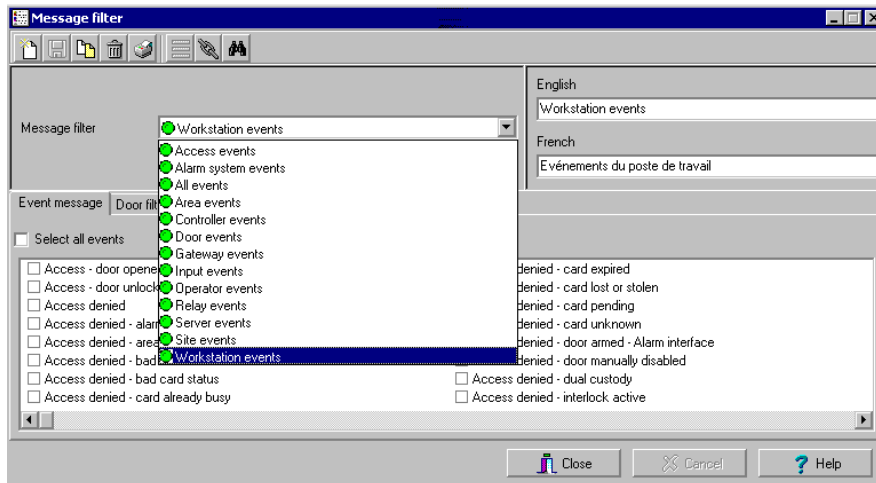 Message filter
English
Workstation events
Message filter
Workstation events
French
Evénements du poste de travail
Access events
Alarm system events
All events
Area events
Controller events
Door events
Gateway events
Input events
Operator events
Relay events
Server events
Site events
Workstation events
Event message
Door
Select all events
Access - door
Access - door
Access denied
Access denied -
Access denied -
Access denied -
Access denied - bad card status
Access denied - card already busy
- card expired
- card lost or stolen
- card pending
- card unknown
- door armed - Alarm interface
- door manually disabled
Access denied - dual custody
Access denied - interlock active
Close
Cancel
Help